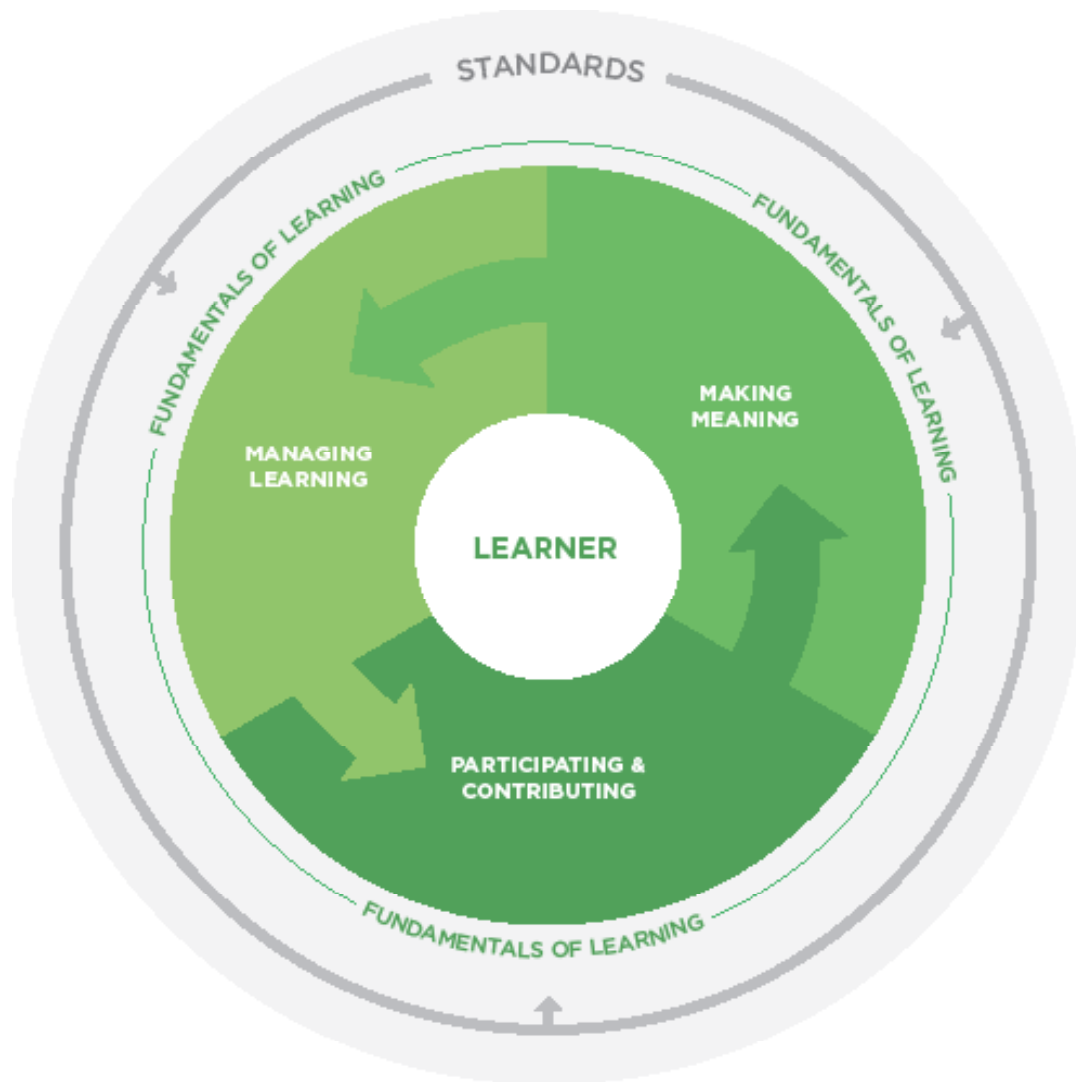 STANDARDS
FUNDAMENTALS OF LEARNING
FUNDAMENTALS OF LEARNING
MAKING
MEANING
MANAGING
LEARNING
LEARNER
PARTICIPATING &
CONTRIBUTING
FUNDAMENTALS OF LEARNING